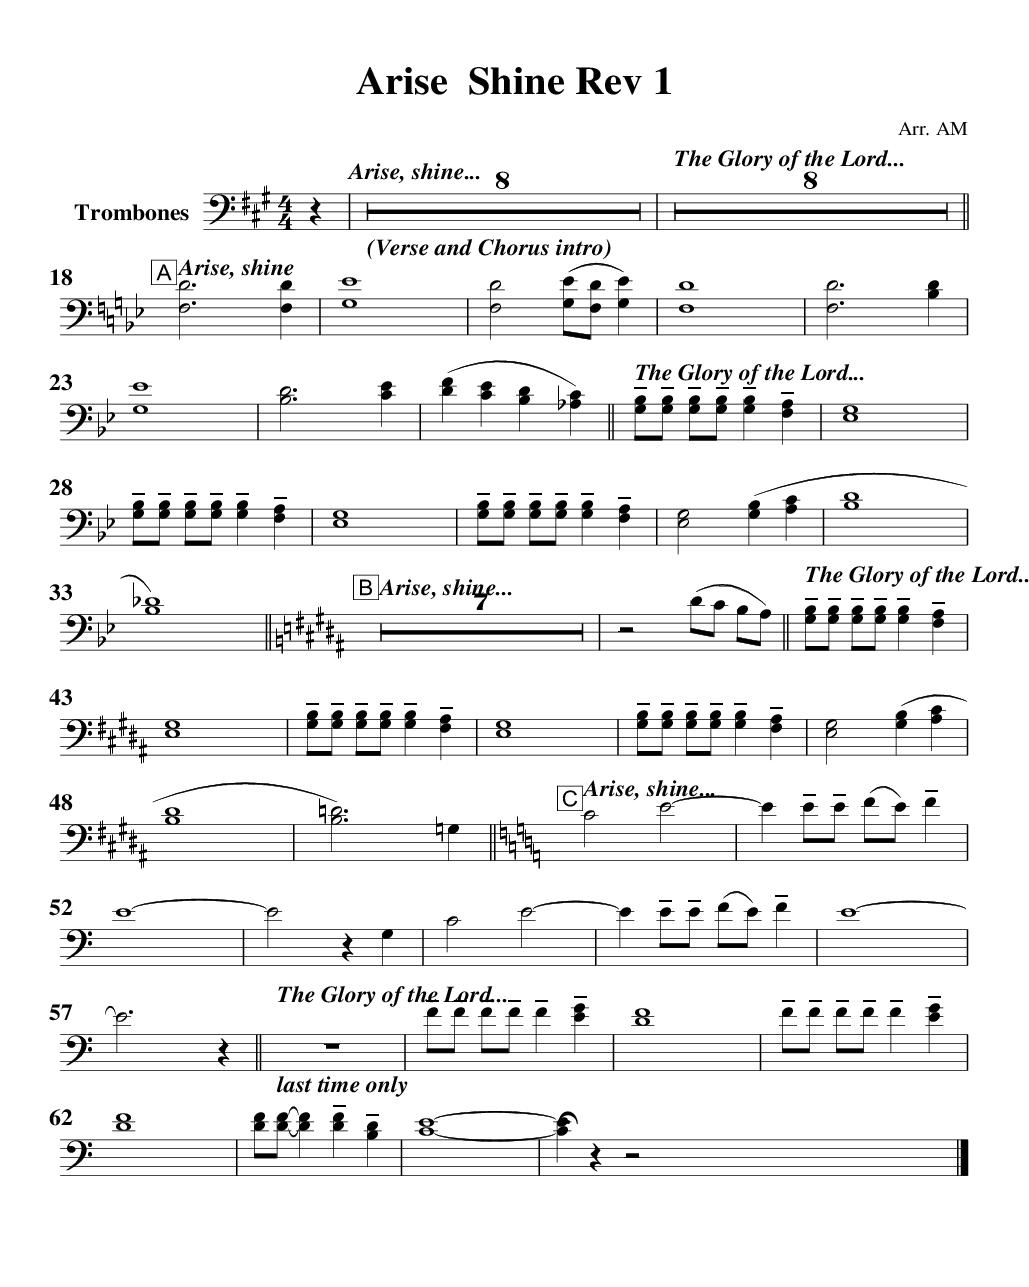 Arise  Shine Rev 1
Arr. AM
The Glory of the Lord...
Arise, shine...
8
8
Trombones
4
4
(Verse and Chorus intro)
18
A
Arise, shine
23
The Glory of the Lord...
28
33
B
Arise, shine...
7
The Glory of the Lord..
43
48
C
Arise, shine...
52
57
The Glory of the Lord...
last time only
62